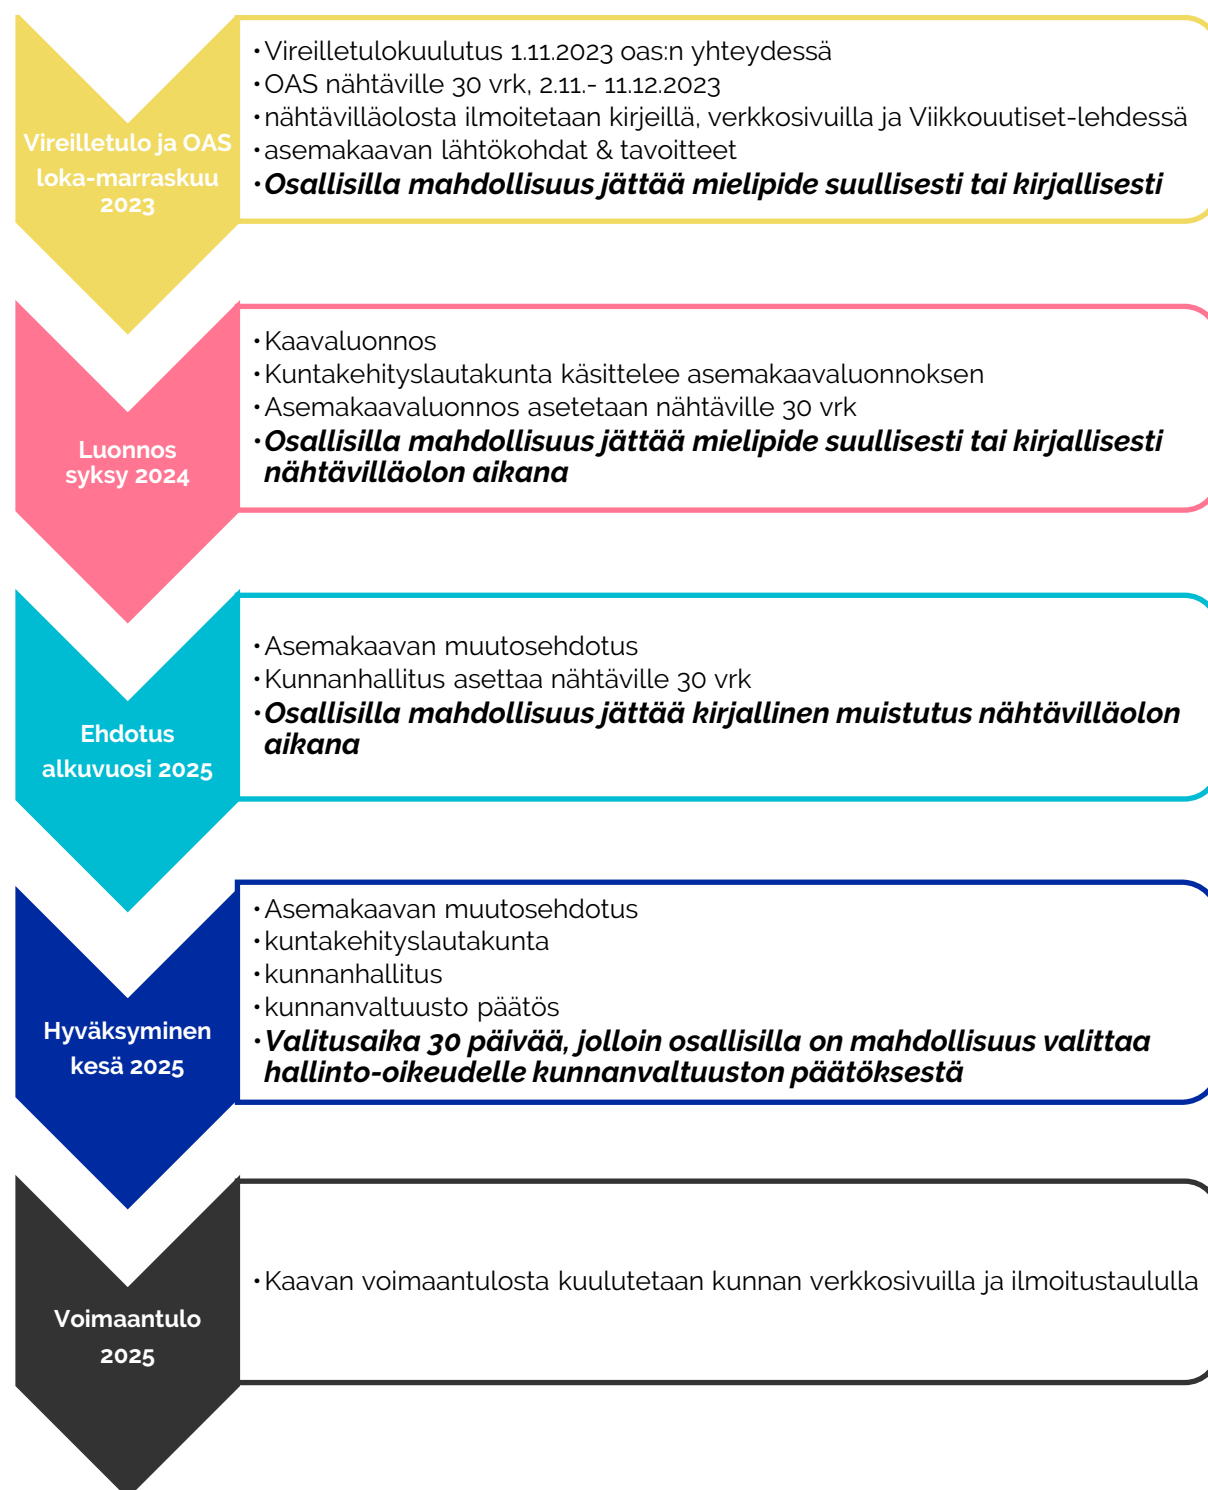 Vireilletulo ja OAS
loka-marraskuu
2023
•Vireilletulokuulutus 1.11.2023 oas:n yhteydessä
•OAS nähtäville 30 vrk, 2.11.- 11.12.2023
•nähtävilläolosta ilmoitetaan kirjeillä, verkkosivuilla ja Viikkouutiset-lehdessä
•asemakaavan lähtökohdat & tavoitteet
•Osallisilla mahdollisuus jättää mielipide suullisesti tai kirjallisesti
Luonnos
syksy 2024
•Kaavaluonnos
•Kuntakehityslautakunta käsittelee asemakaavaluonnoksen
•Asemakaavaluonnos asetetaan nähtäville 30 vrk
•Osallisilla mahdollisuus jättää mielipide suullisesti tai kirjallisesti
nähtävilläolon aikana
Ehdotus
alkuvuosi 2025
•Asemakaavan muutosehdotus
•Kunnanhallitus asettaa nähtäville 30 vrk
•Osallisilla mahdollisuus jättää kirjallinen muistutus nähtävilläolon
aikana
Hyväksyminen
kesä 2025
•Asemakaavan muutosehdotus
•kuntakehityslautakunta
•kunnanhallitus
•kunnanvaltuusto päätös
•Valitusaika 30 päivää, jolloin osallisilla on mahdollisuus valittaa
hallinto-oikeudelle kunnanvaltuuston päätöksestä
Voimaantulo
2025
•Kaavan voimaantulosta kuulutetaan kunnan verkkosivuilla ja ilmoitustaululla